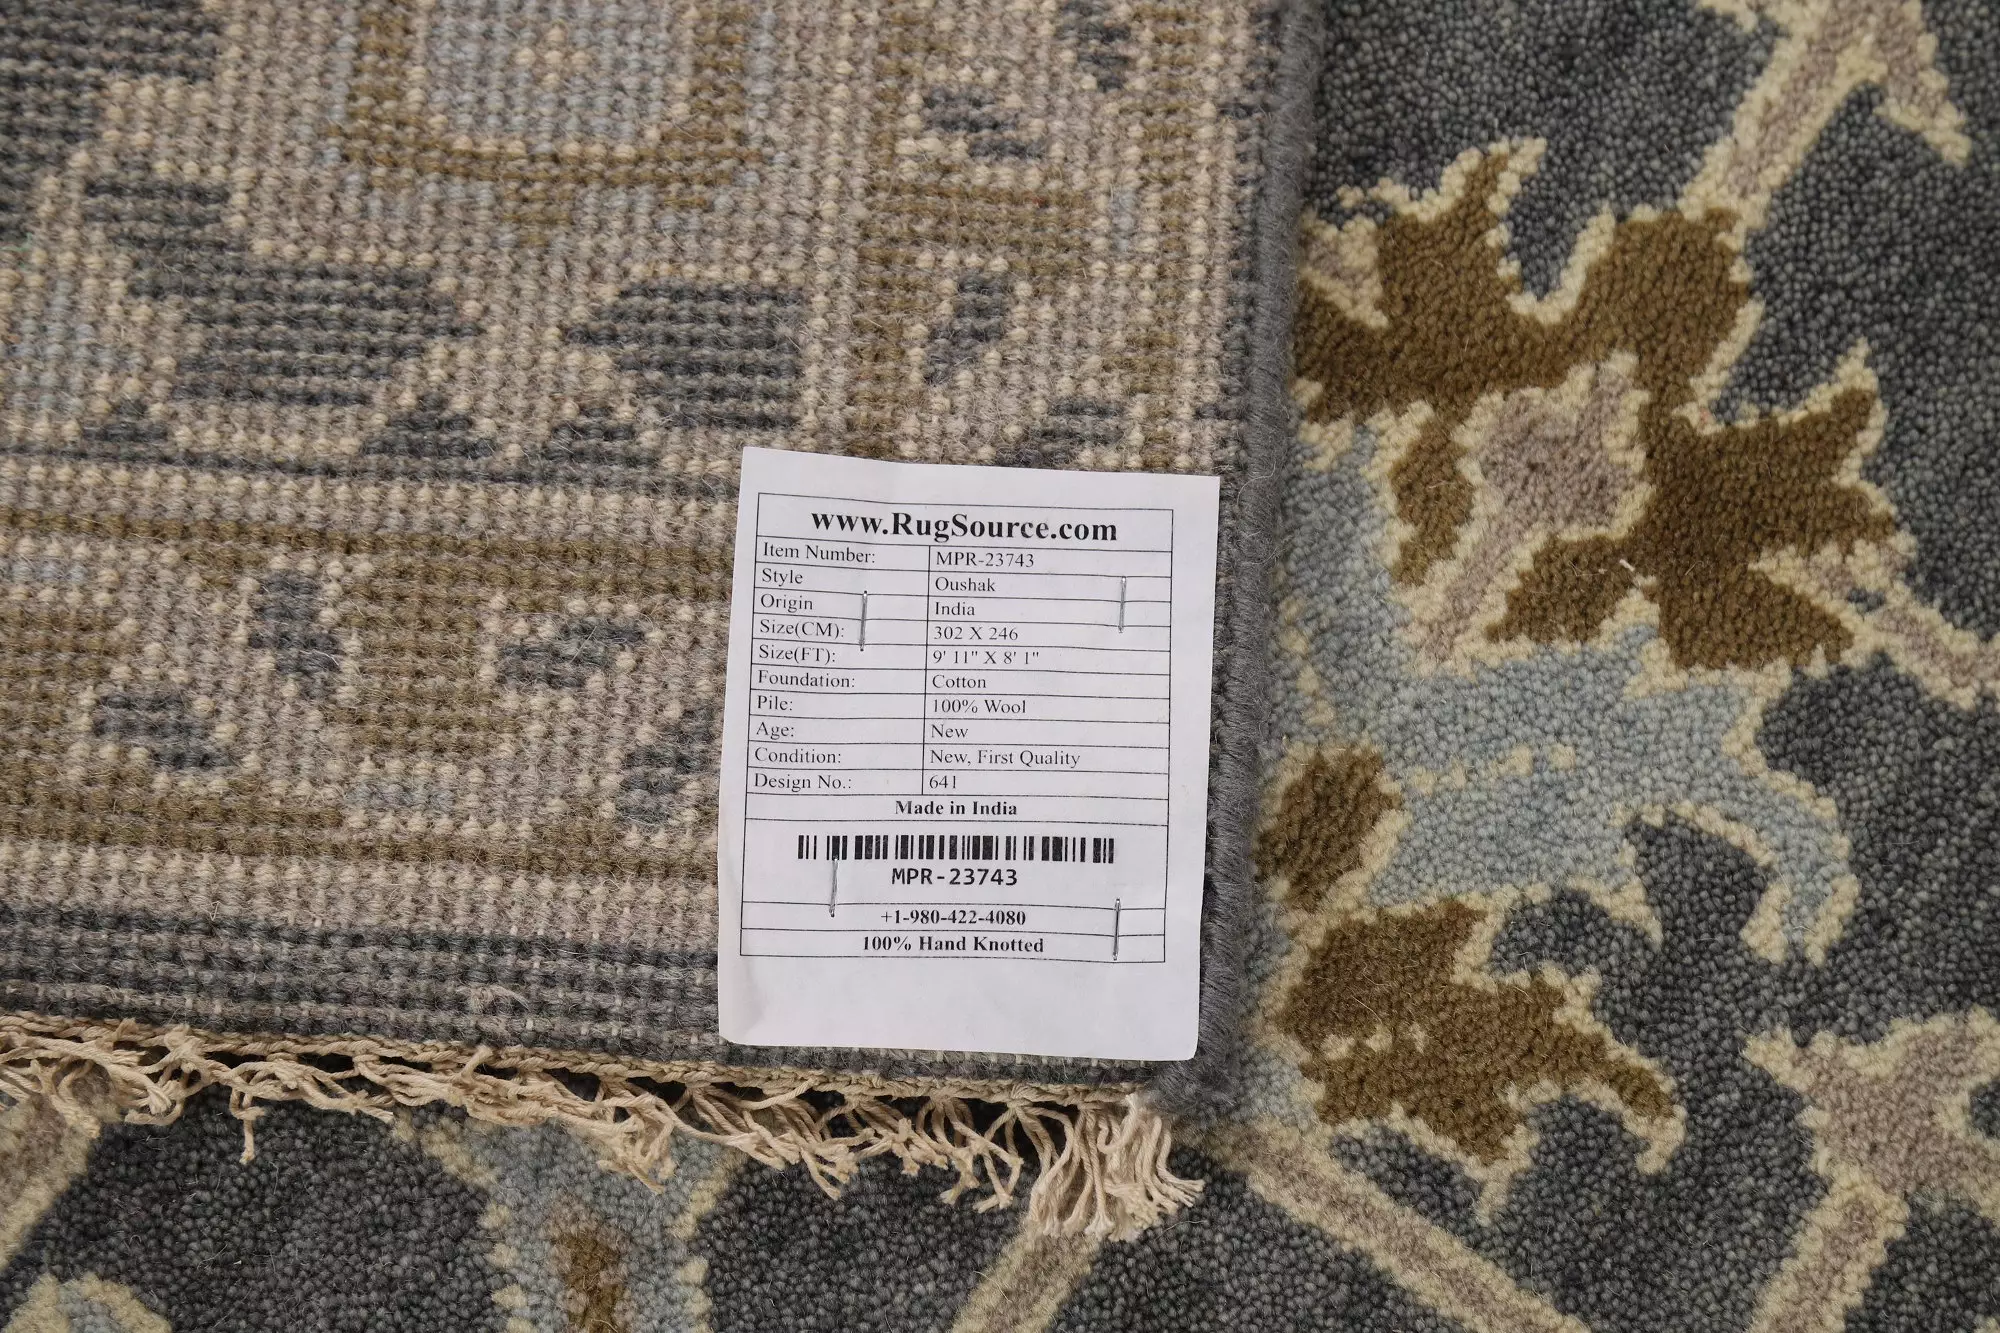 www.RugSource.com
Item Number: MPR-23743
Style Oushak
Origin India
Size(CM): 302 X 246
Size(FT): 9' 11" X 8' 1"
Foundation: Cotton
Pile: 100% Wool
Age: New
Condition: New, First Quality
Design No.: 641
Made in India
MPR-23743
+1-980-422-4080
100% Hand Knotted